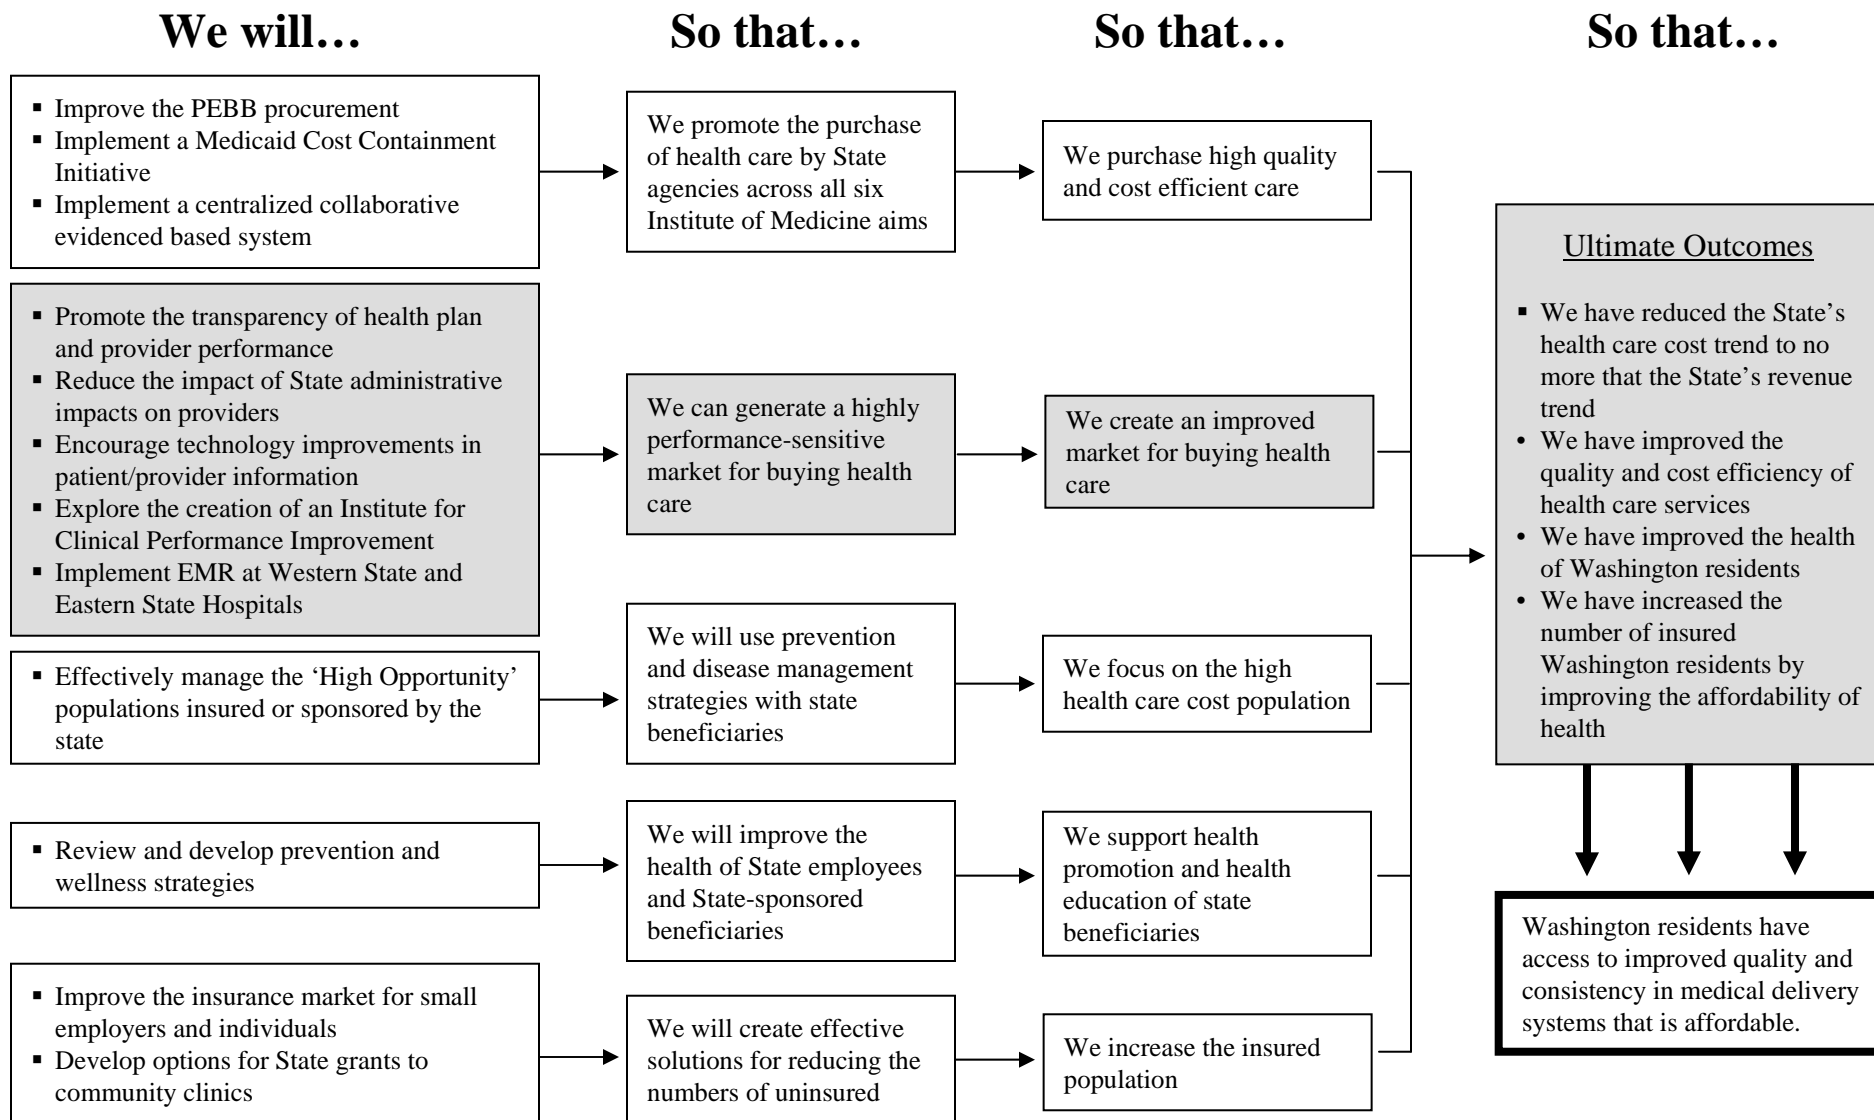 We will…
So that…
So that…
So that…
▪ Improve the PEBB procurement
▪ Implement a Medicaid Cost Containment
Initiative
▪ Implement a centralized collaborative
evidenced based system
We promote the purchase
of health care by State
agencies across all six
Institute of Medicine aims
We purchase high quality
and cost efficient care
▪ Promote the transparency of health plan
and provider performance
▪ Reduce the impact of State administrative
impacts on providers
▪ Encourage technology improvements in
patient/provider information
▪ Explore the creation of an Institute for
Clinical Performance Improvement
▪ Implement EMR at Western State and
Eastern State Hospitals
We can generate a highly
performance-sensitive
market for buying health
care
We create an improved
market for buying health
care
▪ Effectively manage the ‘High Opportunity’
populations insured or sponsored by the
state
We will use prevention
and disease management
strategies with state
beneficiaries
We focus on the high
health care cost population
▪ Review and develop prevention and
wellness strategies
We will improve the
health of State employees
and State-sponsored
beneficiaries
We support health
promotion and health
education of state
beneficiaries
▪ Improve the insurance market for small
employers and individuals
▪ Develop options for State grants to
community clinics
We will create effective
solutions for reducing the
numbers of uninsured
We increase the insured
population
Ultimate Outcomes
▪ We have reduced the State’s
health care cost trend to no
more that the State’s revenue
trend
• We have improved the
quality and cost efficiency of
health care services
• We have improved the health
of Washington residents
• We have increased the
number of insured
Washington residents by
improving the affordability of
health
Washington residents have
access to improved quality and
consistency in medical delivery
systems that is affordable.